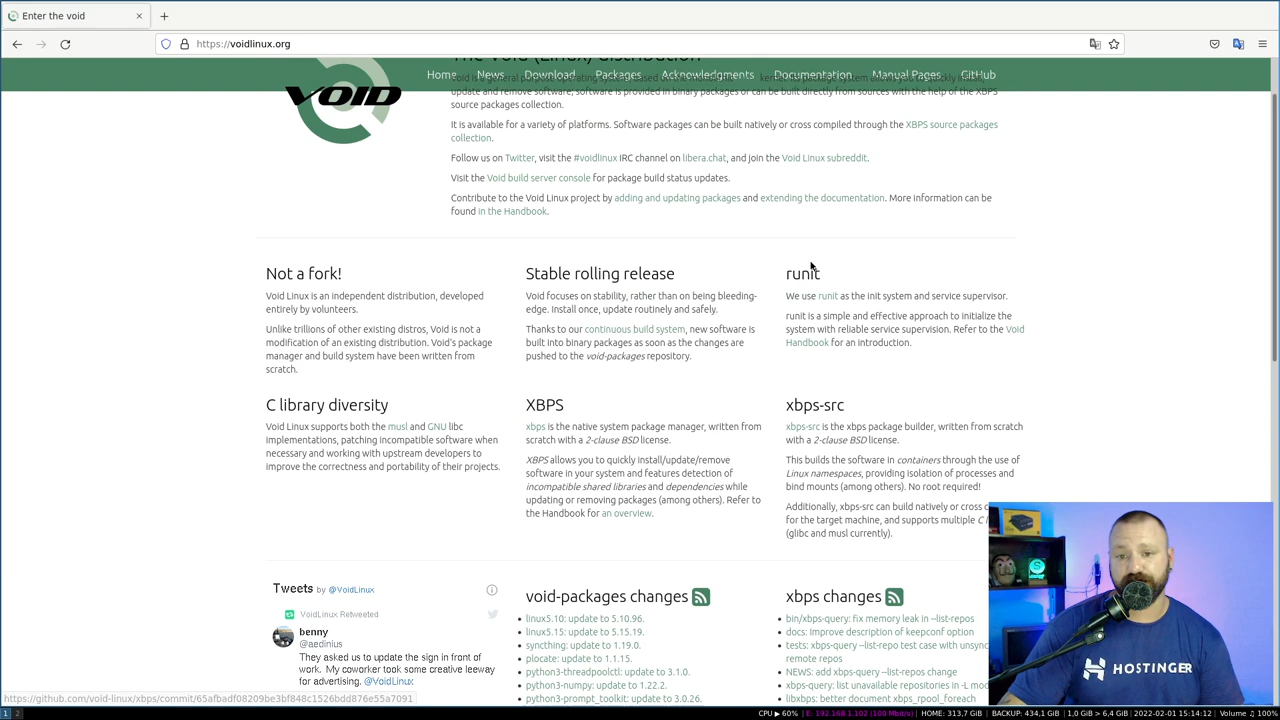 Enter the void
https://voidlinux.org
The Void (Linux) distribution
Home News Download Packages Acknowledgments Documentation Manual Pages GitHub
VOID
update and remove software; software is provided in binary packages or can be built directly from sources with the help of the XBPS
source packages collection.
It is available for a variety of platforms. Software packages can be built natively or cross compiled through the XBPS source packages
collection.
Follow us on Twitter, visit the #voidlinux IRC channel on libera.chat, and join the Void Linux subreddit.
Visit the Void build server console for package build status updates.
Contribute to the Void Linux project by adding and updating packages and extending the documentation. More information can be
found in the Handbook.
Not a fork!
Void Linux is an independent distribution, developed
entirely by volunteers.
Unlike trillions of other existing distros, Void is not a
modification of an existing distribution. Void's package
manager and build system have been written from
scratch.
Stable rolling release
Void focuses on stability, rather than on being bleeding-
edge. Install once, update routinely and safely.
Thanks to our continuous build system, new software is
built into binary packages as soon as the changes are
pushed to the void-packages repository.
runit
We use runit as the init system and service supervisor.
runit is a simple and effective approach to initialize the
system with reliable service supervision. Refer to the Void
Handbook for an introduction.
C library diversity
Void Linux supports both the musl and GNU libc
implementations, patching incompatible software when
necessary and working with upstream developers to
improve the correctness and portability of their projects.
XBPS
xbps is the native system package manager, written from
scratch with a 2-clause BSD license.
XBPS allows you to quickly install/update/remove
software in your system and features detection of
incompatible shared libraries and dependencies while
updating or removing packages (among others). Refer to
the Handbook for an overview.
xbps-src
xbps-src is the xbps package builder, written from scratch
with a 2-clause BSD license.
This builds the software in containers through the use of
Linux namespaces, providing isolation of processes and
bind mounts (among others). No root required!
Additionally, xbps-src can build natively or cross c
for the target machine, and supports multiple C l
(glibc and musl currently).
Tweets by @VoidLinux
VoidLinux Retweeted
benny
@aedinius
They asked us to update the sign in front of
work. My coworker took some creative leeway
for advertising. @VoidLinux
void-packages changes
linux5.10: update to 5.10.96.
linux5.15: update to 5.15.19.
syncthing: update to 1.19.0.
plocate: update to 1.1.15.
python3-threadpoolctl: update to 3.1.0.
python3-numpy: update to 1.22.2.
python3-prompt_toolkit: update to 3.0.26.
xbps changes
bin/xbps-query: fix memory leak in --list-repos
docs: improve description of keepconf option
tests: xbps-query --list-repo test case with unsync
remote repos
NEWS: add xbps-query --list-repos change
xbps-query: list unavailable repositories in -L mod
libxbps: better document xbps_rpool_foreach
HOSTINGER
https://github.com/void-linux/xbps/commit/65afbadf08209be3bf848c1526bdd876e55a7091
1 2
CPU ▶ 60% E: 192.168.1.102 (100 Mbit/s) HOME: 313,7 GiB BACKUP: 434,1 GiB 1,0 GiB > 6,4 GiB 2022-02-01 15:14:12 Volume ♫ 100%